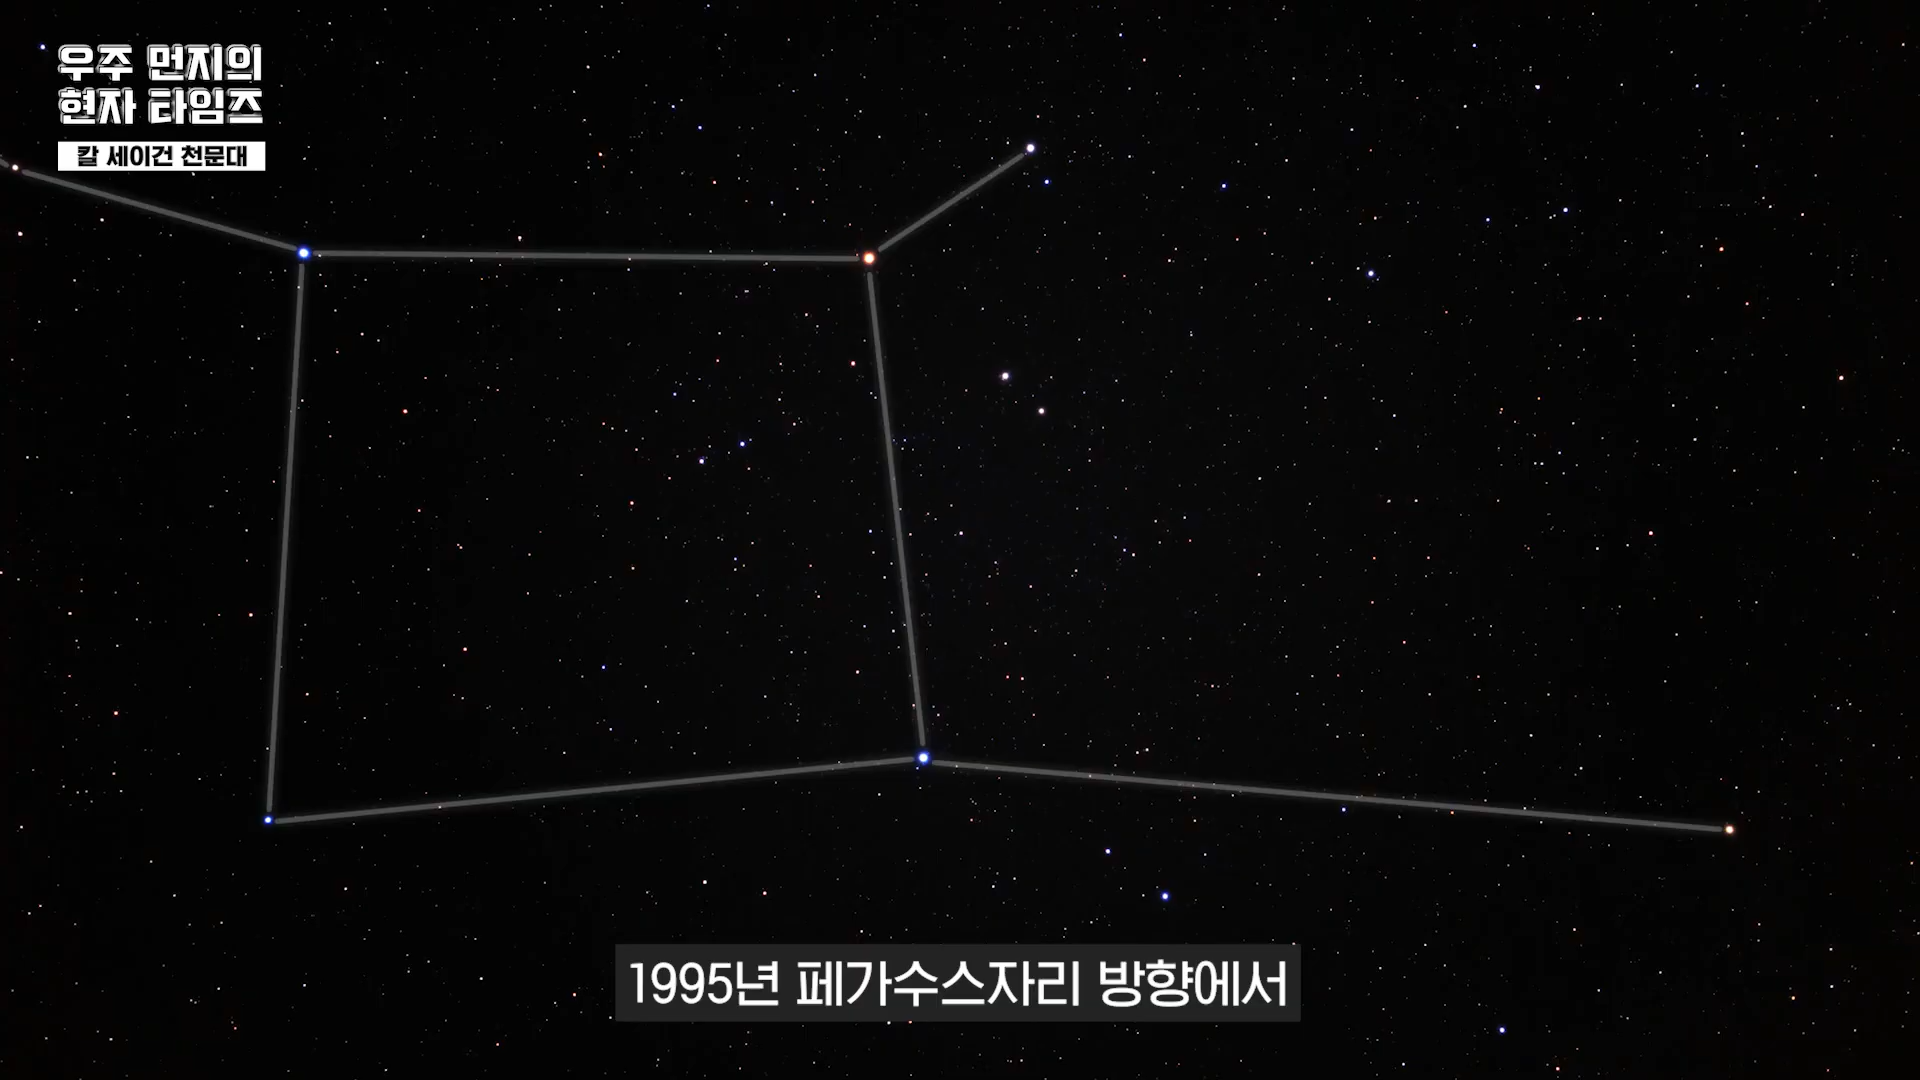 우주 먼지의
현자 타임즈
칼 세이건 천문대
1995년 페가수스자리 방향에서